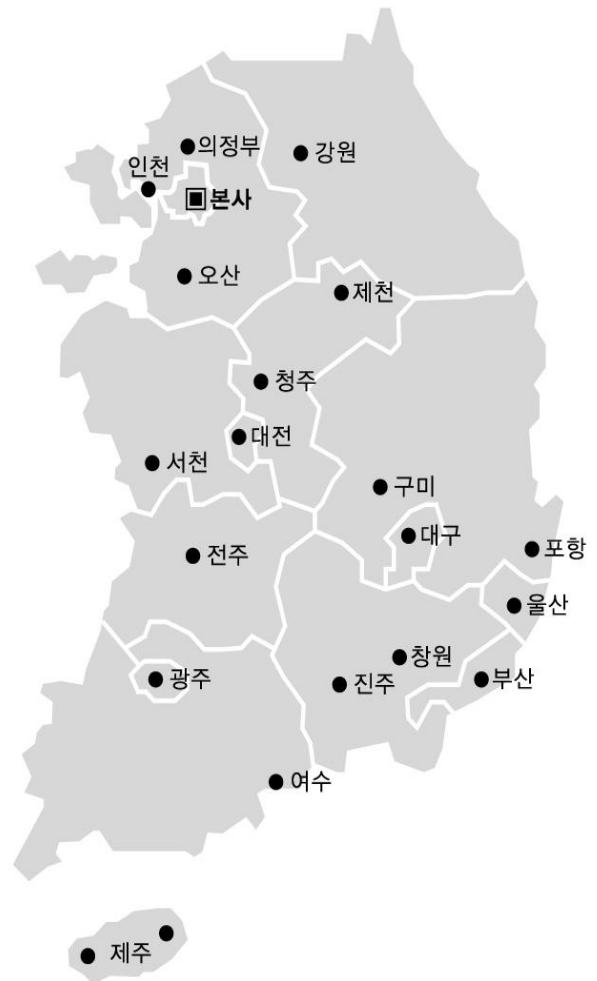 의정부
강원
인천
본사
오산
제천
청주
대전
서천
구미
대구
포항
전주
울산
창원
광주
진주
부산
여수
제주